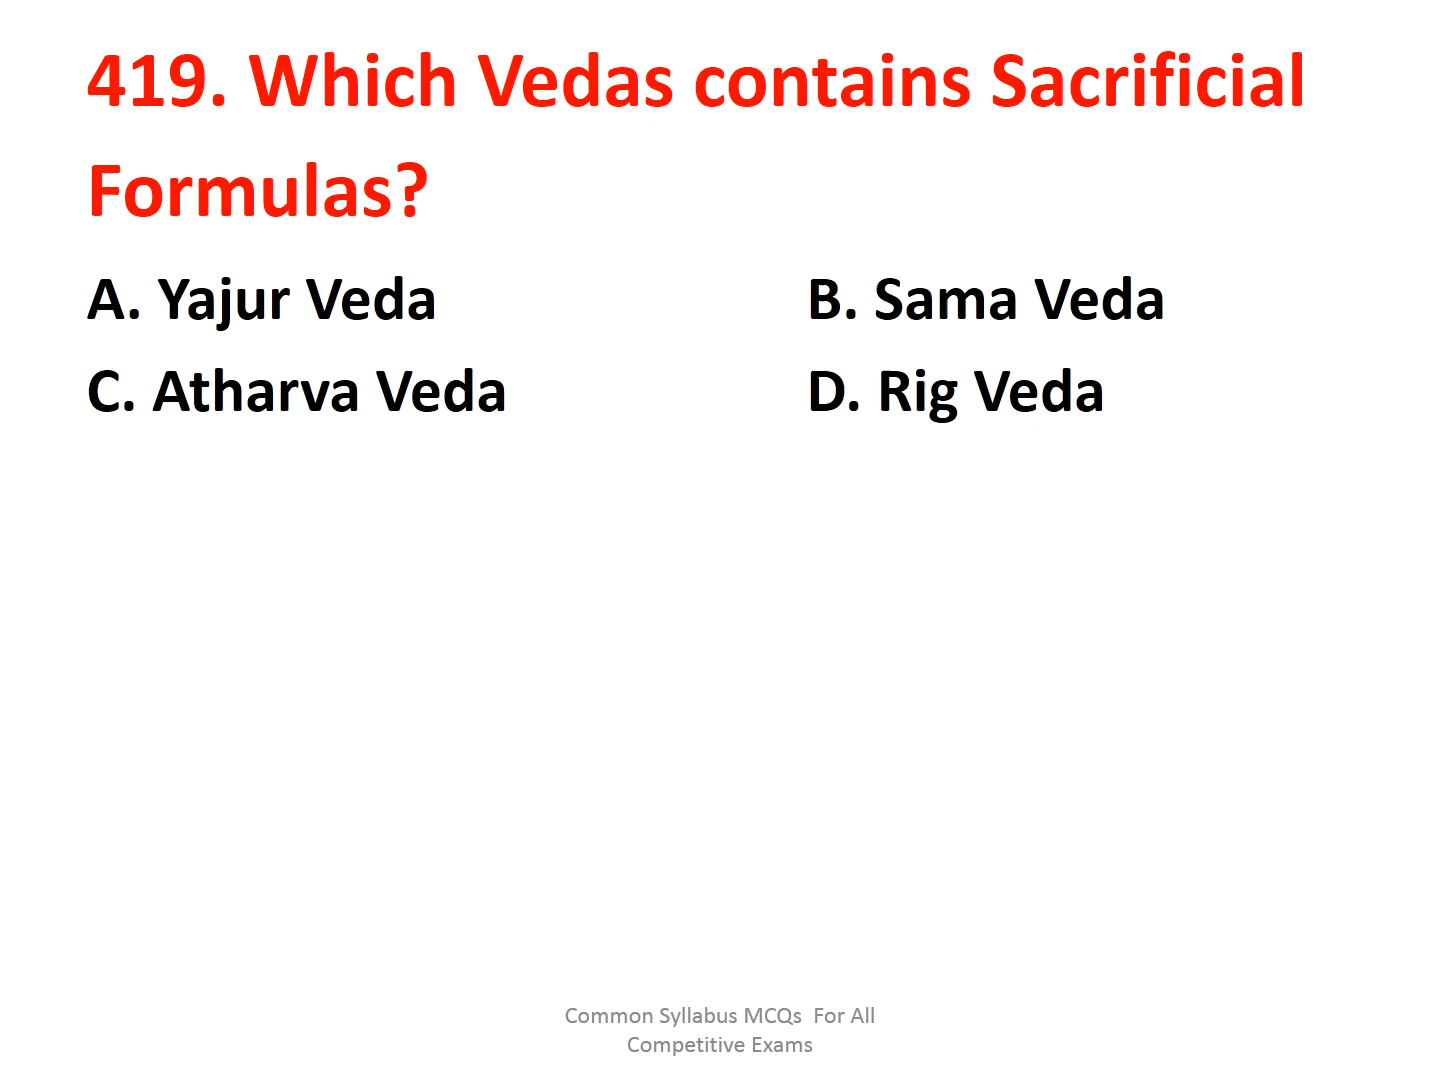 419. Which Vedas contains Sacrificial
Formulas?
A. Yajur Veda B. Sama Veda
C. Atharva Veda D. Rig Veda
Common Syllabus MCQs For All
Competitive Exams